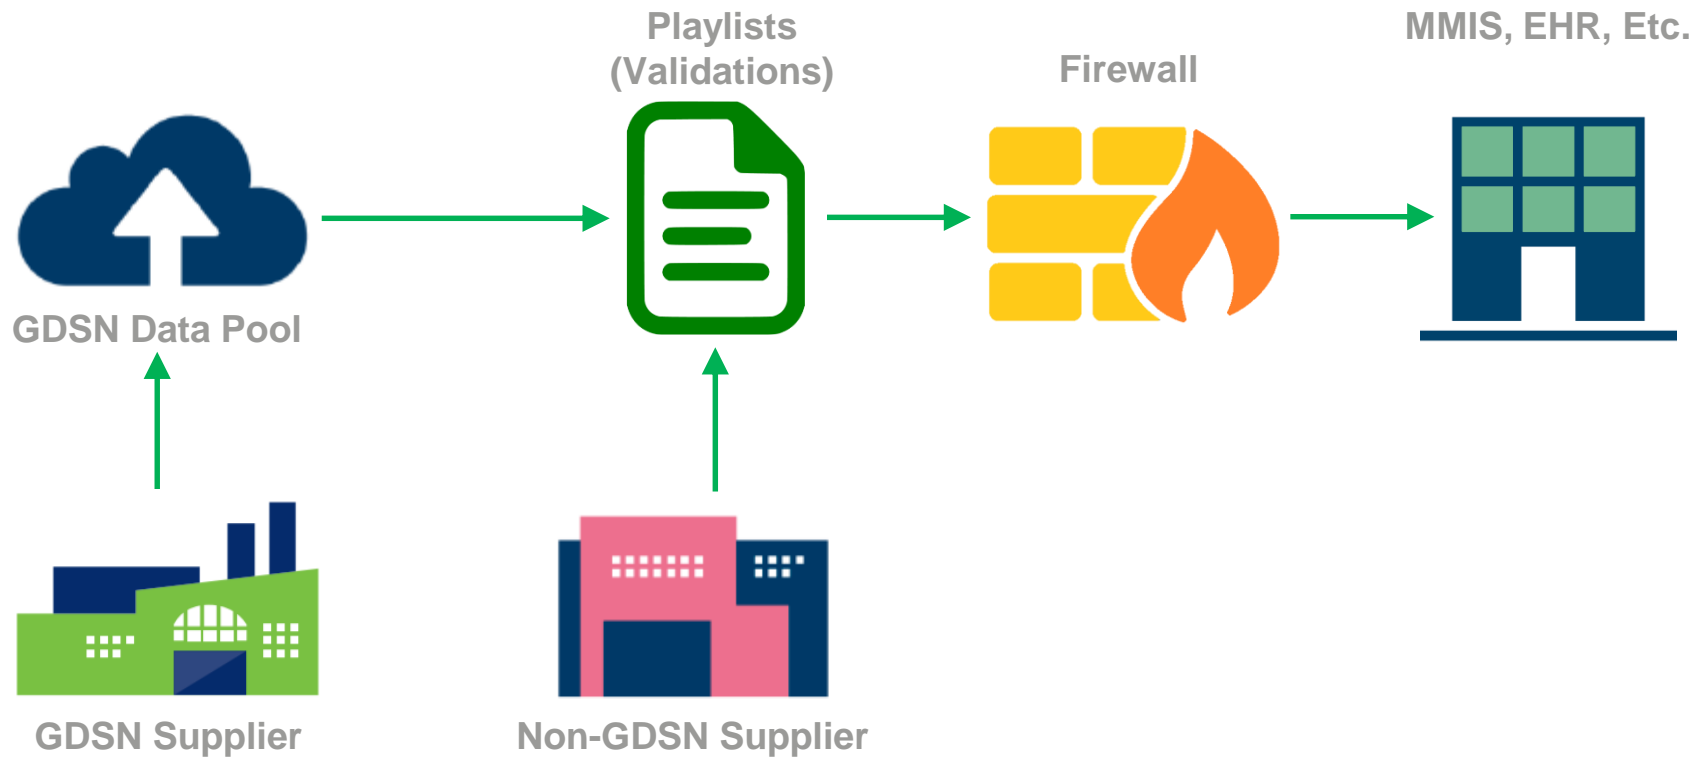 Playlists
(Validations)
Firewall
MMIS, EHR, Etc.
GDSN Data Pool
GDSN Supplier
Non-GDSN Supplier